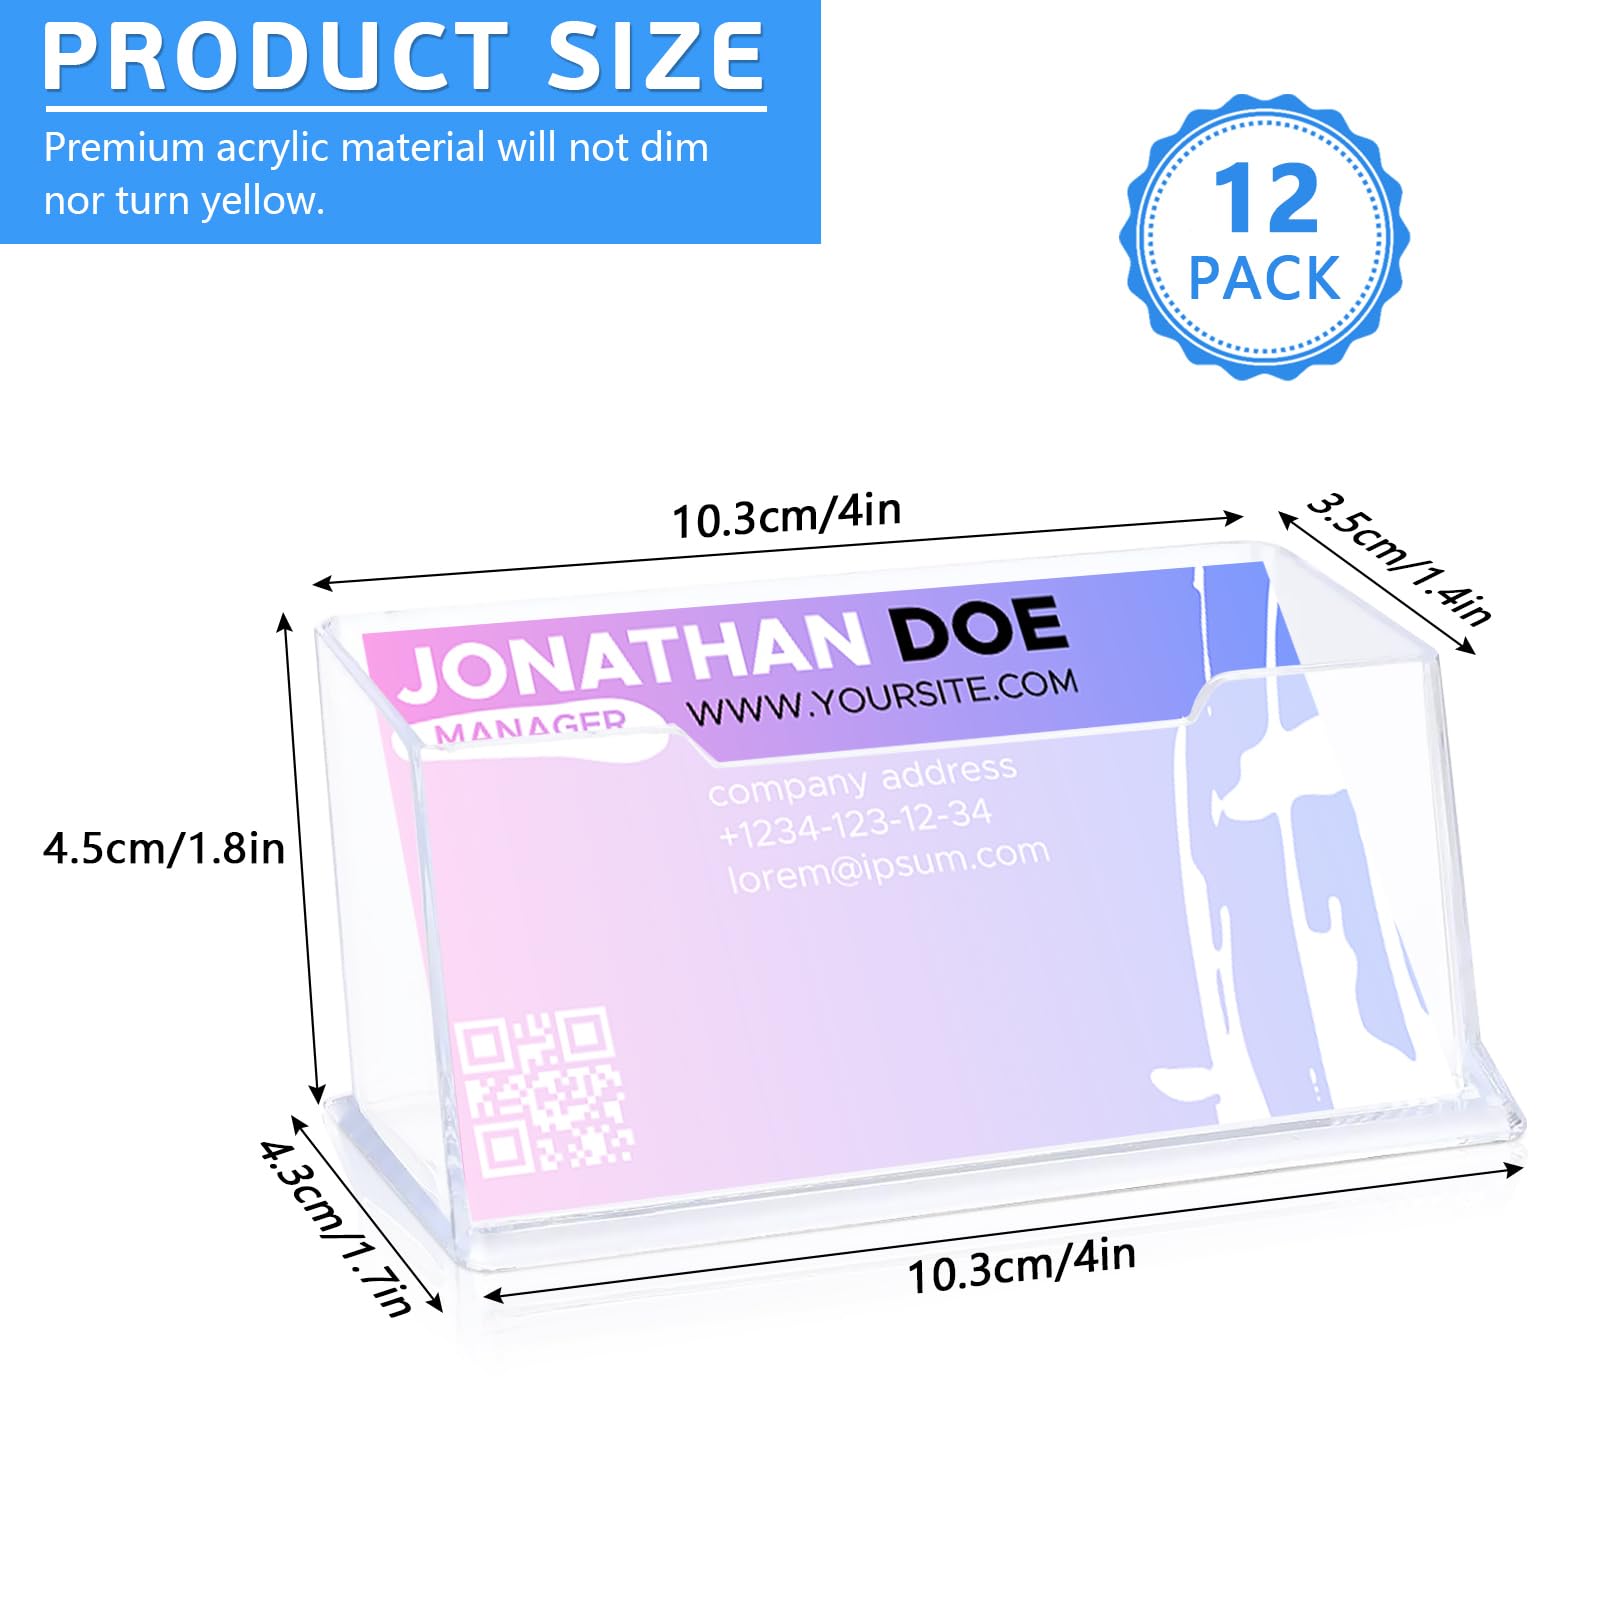 PRODUCT SIZE
Premium acrylic material will not dim
nor turn yellow.
12
PACK
10.3cm/4in
3.5cm/1.4in
JONATHAN DOE
MANAGER
WWW.YOURSITE.COM
company address
+1234-123-12-34
lorem@ipsum.com
4.5cm/1.8in
4.3cm/1.7in
10.3cm/4in